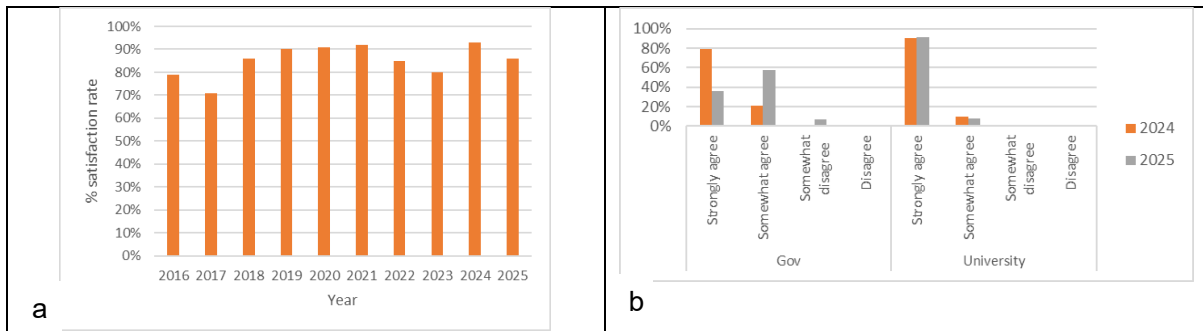 100%
90%
80%
70%
60%
50%
40%
30%
20%
10%
0%
% satisfaction rate
2016 2017 2018 2019 2020 2021 2022 2023 2024 2025
Year
a
100%
80%
60%
40%
20%
0%
Strongly agree
Somewhat agree
Somewhat
disagree
Disagree
Strongly agree
Somewhat agree
Somewhat
disagree
Disagree
Gov
University
2024
2025
b